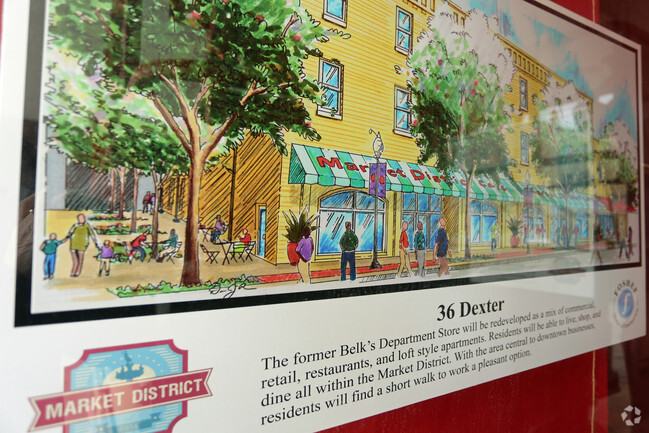 Market District
36 Dexter
The former Belk's Department Store will be redeveloped as a mix of commercial,
retail, restaurants, and loft style apartments. Residents will be able to live, shop, and
dine all within the Market District. With the area central to downtown businesses,
residents will find a short walk to work a pleasant option.
MARKET DISTRICT